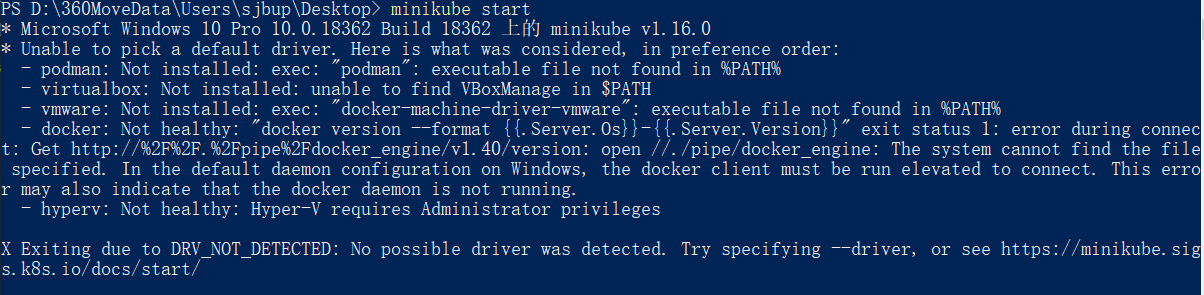 PS D:\360MoveData\Users\sjbup\Desktop> minikube start
* Microsoft Windows 10 Pro 10.0.18362 Build 18362 上的 minikube v1.16.0
* Unable to pick a default driver. Here is what was considered, in preference order:
  - podman: Not installed: exec: "podman": executable file not found in %PATH%
  - virtualbox: Not installed: unable to find VBoxManage in $PATH
  - vmware: Not installed: exec: "docker-machine-driver-vmware": executable file not found in %PATH%
  - docker: Not healthy: "docker version --format {{.Server.Os}}-{{.Server.Version}}" exit status 1: error during connec
t: Get http://%2F%2F.%2Fpipe%2Fdocker_engine/v1.40/version: open //./pipe/docker_engine: The system cannot find the file
 specified. In the default daemon configuration on Windows, the docker client must be run elevated to connect. This erro
r may also indicate that the docker daemon is not running.
  - hyperv: Not healthy: Hyper-V requires Administrator privileges

X Exiting due to DRV_NOT_DETECTED: No possible driver was detected. Try specifying --driver, or see https://minikube.sig
s.k8s.io/docs/start/